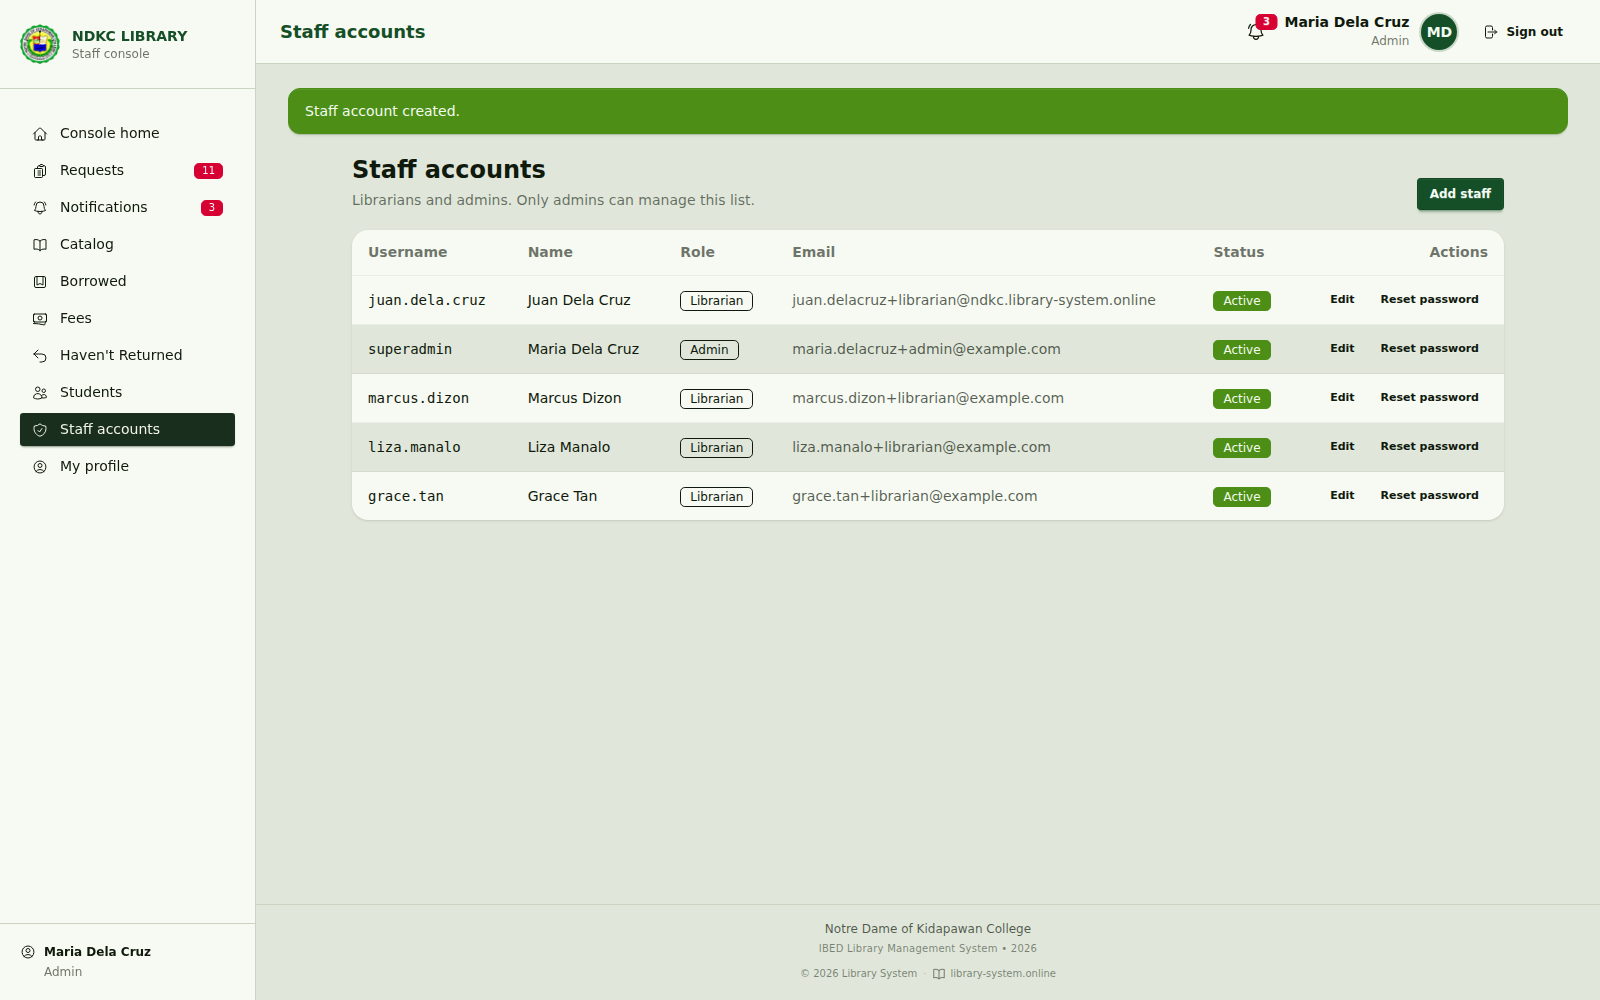 NDKC LIBRARY
Staff console
Console home
Requests 11
Notifications 3
Catalog
Borrowed
Fees
Haven't Returned
Students
Staff accounts
My profile
Maria Dela Cruz
Admin
Staff accounts
3
Maria Dela Cruz
Admin
MD
Sign out
Staff account created.
Staff accounts
Librarians and admins. Only admins can manage this list.
Add staff
Username Name Role Email Status Actions
juan.dela.cruz Juan Dela Cruz Librarian juan.delacruz+librarian@ndkc.library-system.online Active Edit Reset password
superadmin Maria Dela Cruz Admin maria.delacruz+admin@example.com Active Edit Reset password
marcus.dizon Marcus Dizon Librarian marcus.dizon+librarian@example.com Active Edit Reset password
liza.manalo Liza Manalo Librarian liza.manalo+librarian@example.com Active Edit Reset password
grace.tan Grace Tan Librarian grace.tan+librarian@example.com Active Edit Reset password
Notre Dame of Kidapawan College
IBED Library Management System • 2026
© 2026 Library System · library-system.online